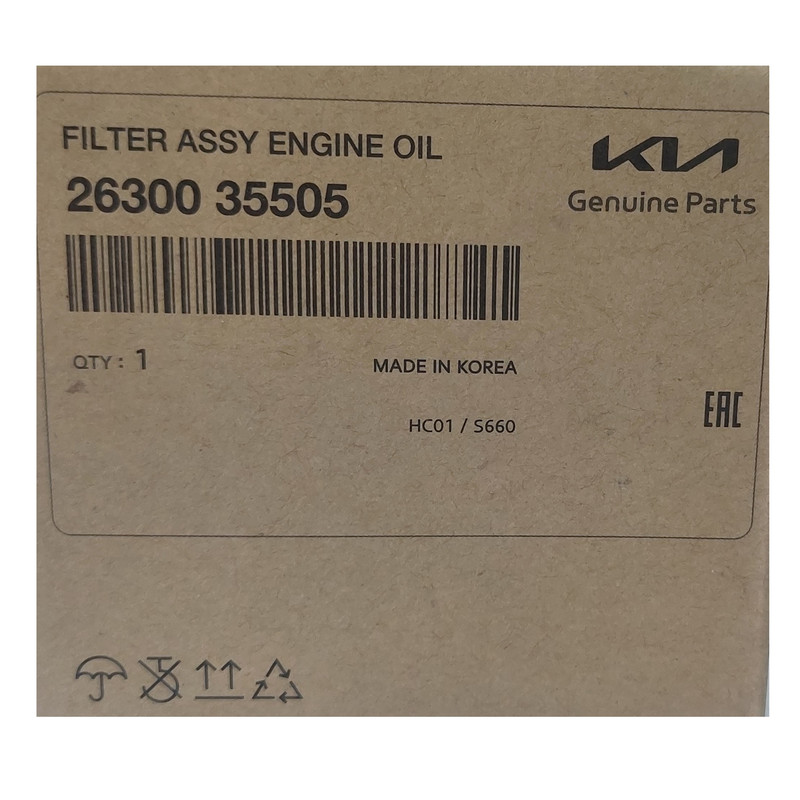 FILTER ASSY ENGINE OIL
26300 35505
KIA
Genuine Parts
QTY : 1
MADE IN KOREA
HC01 / S660
EAC